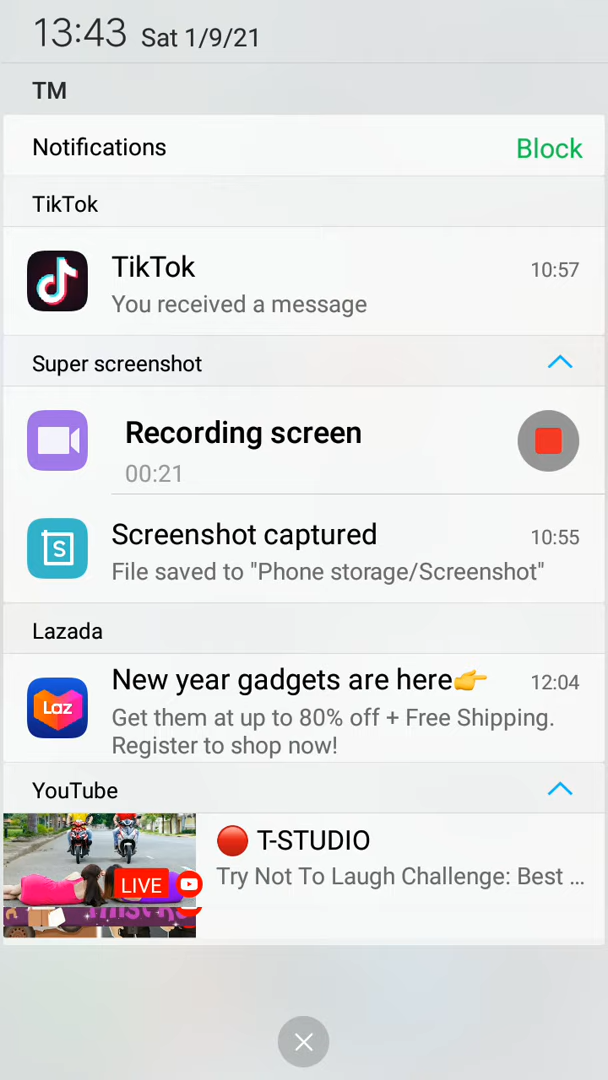 13:43 Sat 1/9/21
TM
Notifications Block
TikTok
TikTok 10:57
You received a message
Super screenshot
Recording screen
00:21
S
Screenshot captured 10:55
File saved to "Phone storage/Screenshot"
Lazada
New year gadgets are here👉 12:04
Laz
Get them at up to 80% off + Free Shipping.
Register to shop now!
YouTube
🔴 T-STUDIO
Try Not To Laugh Challenge: Best ...
LIVE